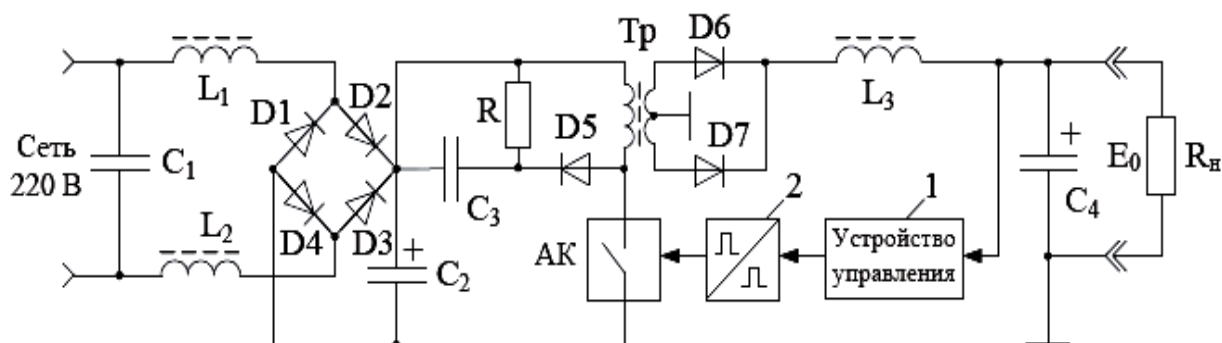 Тр
D6
L₁
D1
D2
R
D5
L₃
D7
Сеть
220 В
C₁
C₃
E₀
Rн
2
1
C₄
L₂
D4
D3
C₂
АК
Устройство
управления
+
+